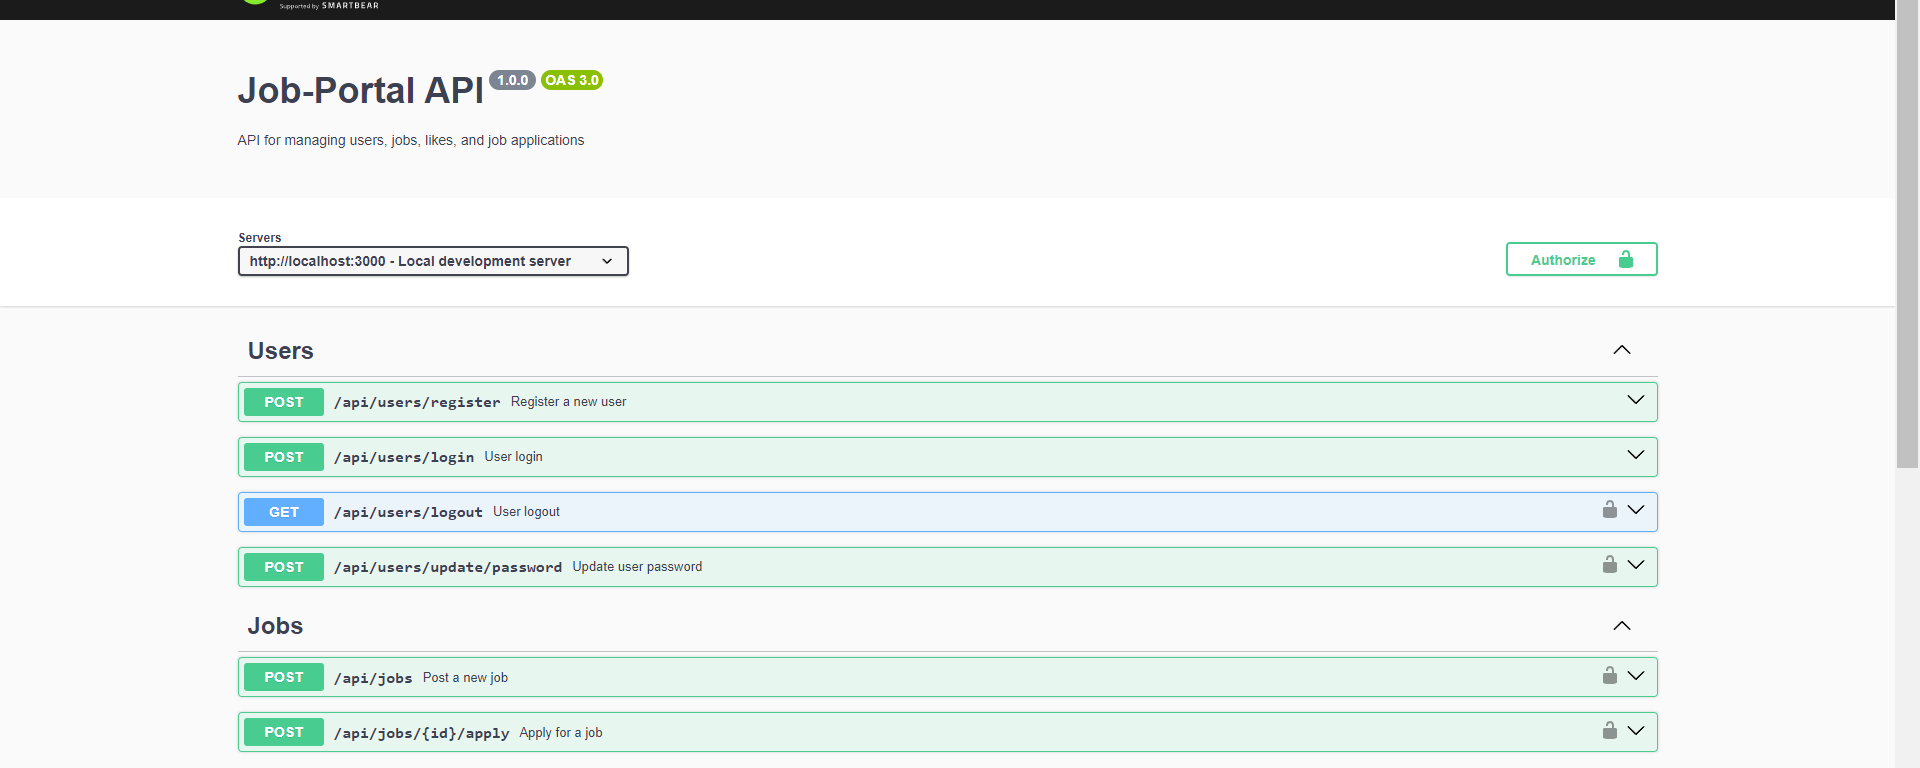 Supported by SMARTBEAR
Job-Portal API 1.0.0 OAS 3.0
API for managing users, jobs, likes, and job applications
Servers
http://localhost:3000 - Local development server
Authorize
Users
POST /api/users/register Register a new user
POST /api/users/login User login
GET /api/users/logout User logout
POST /api/users/update/password Update user password
Jobs
POST /api/jobs Post a new job
POST /api/jobs/{id}/apply Apply for a job